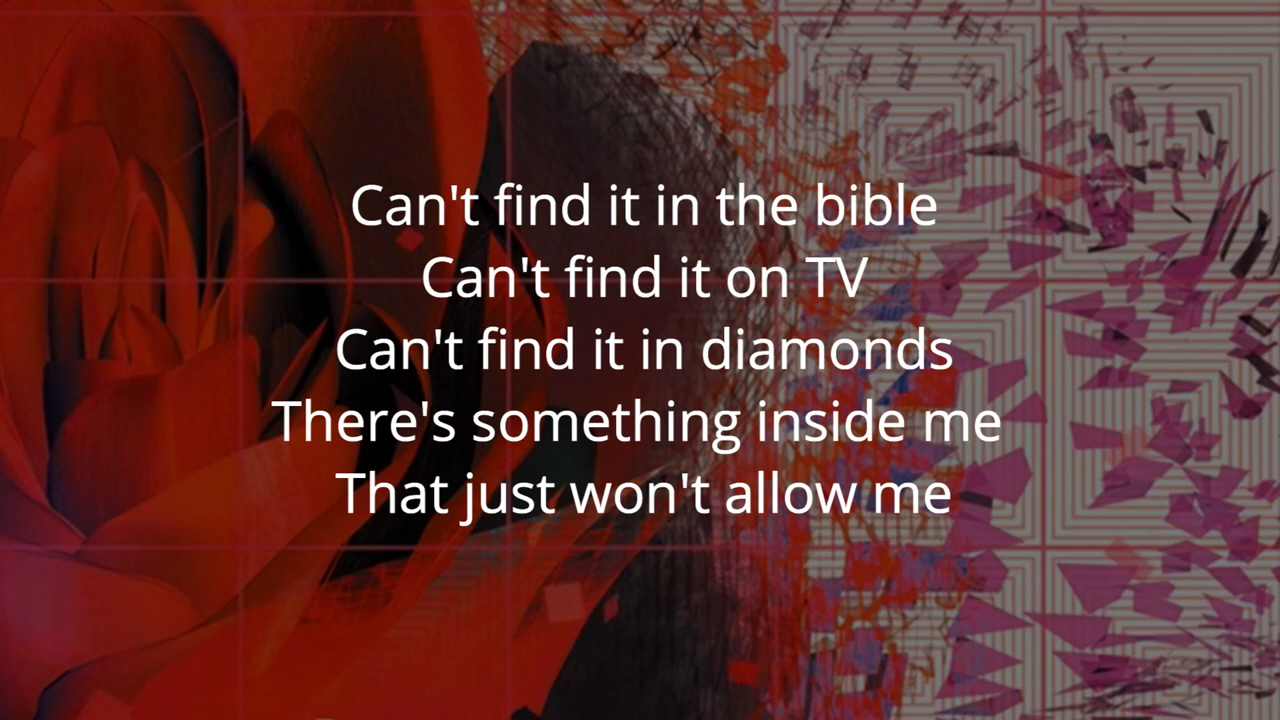 Can't find it in the bible
Can't find it on TV
Can't find it in diamonds
There's something inside me
That just won't allow me